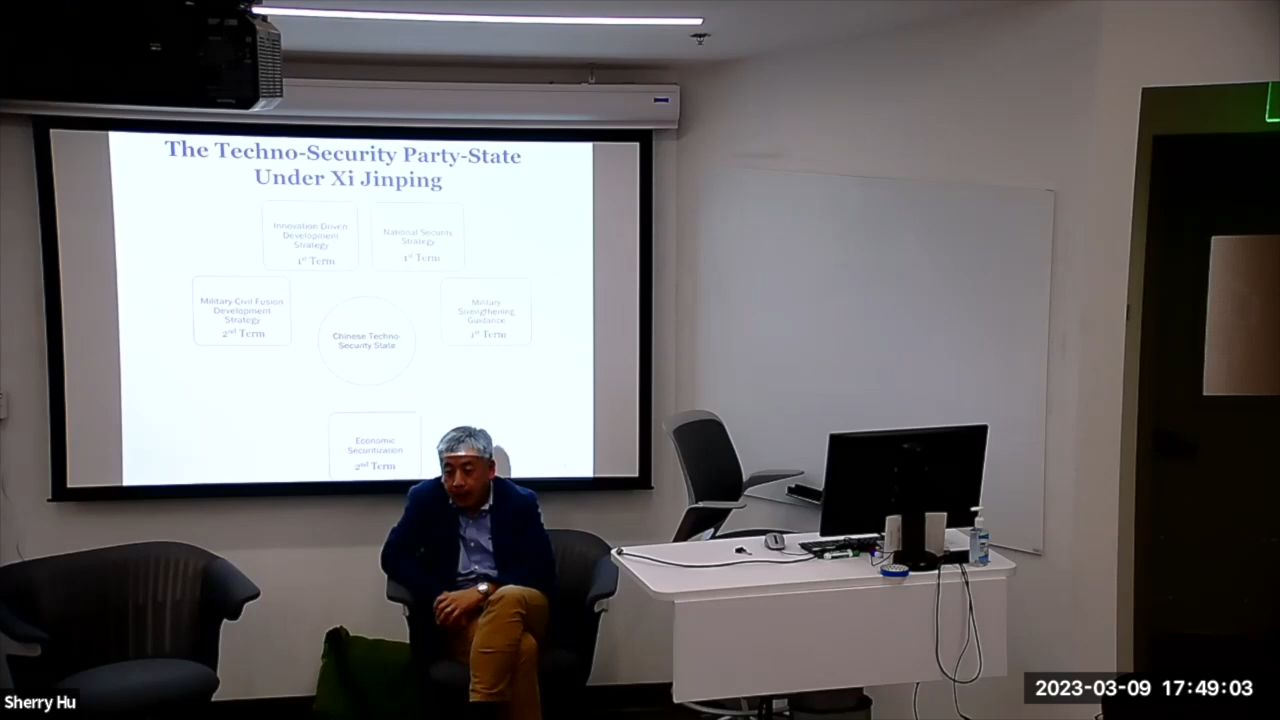 The Techno-Security Party-State
Under Xi Jinping
Innovation Driven
Development
Strategy
1st Term
National Security
Strategy
1st Term
Military-Civil Fusion
Development
Strategy
2nd Term
Chinese Techno-
Security State
Military
Strengthening
Guidance
1st Term
Economic
Securitization
2nd Term
Sherry Hu
2023-03-09 17:49:03